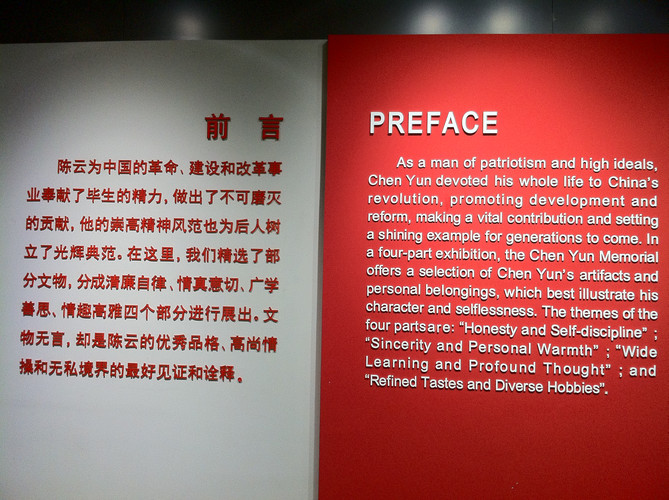 前言
陈云为中国的革命、建设和改革事
业奉献了毕生的精力，做出了不可磨灭
的贡献，他的崇高精神风范也为后人树
立了光辉典范。在这里，我们精选了部
分文物，分成清廉自律、情真意切、广学
善思、情趣高雅四个部分进行展出。文
物无言，却是陈云的优秀品格、高尚情
操和无私境界的最好见证和诠释。
PREFACE
As a man of patriotism and high ideals,
Chen Yun devoted his whole life to China's
revolution, promoting development and
reform, making a vital contribution and setting
a shining example for generations to come. In
a four-part exhibition, the Chen Yun Memorial
offers a selection of Chen Yun's artifacts and
personal belongings, which best illustrate his
character and selflessness. The themes of the
four partsare: “Honesty and Self-discipline” ;
“Sincerity and Personal Warmth” ; “Wide
Learning and Profound Thought” ; and
“Refined Tastes and Diverse Hobbies”.